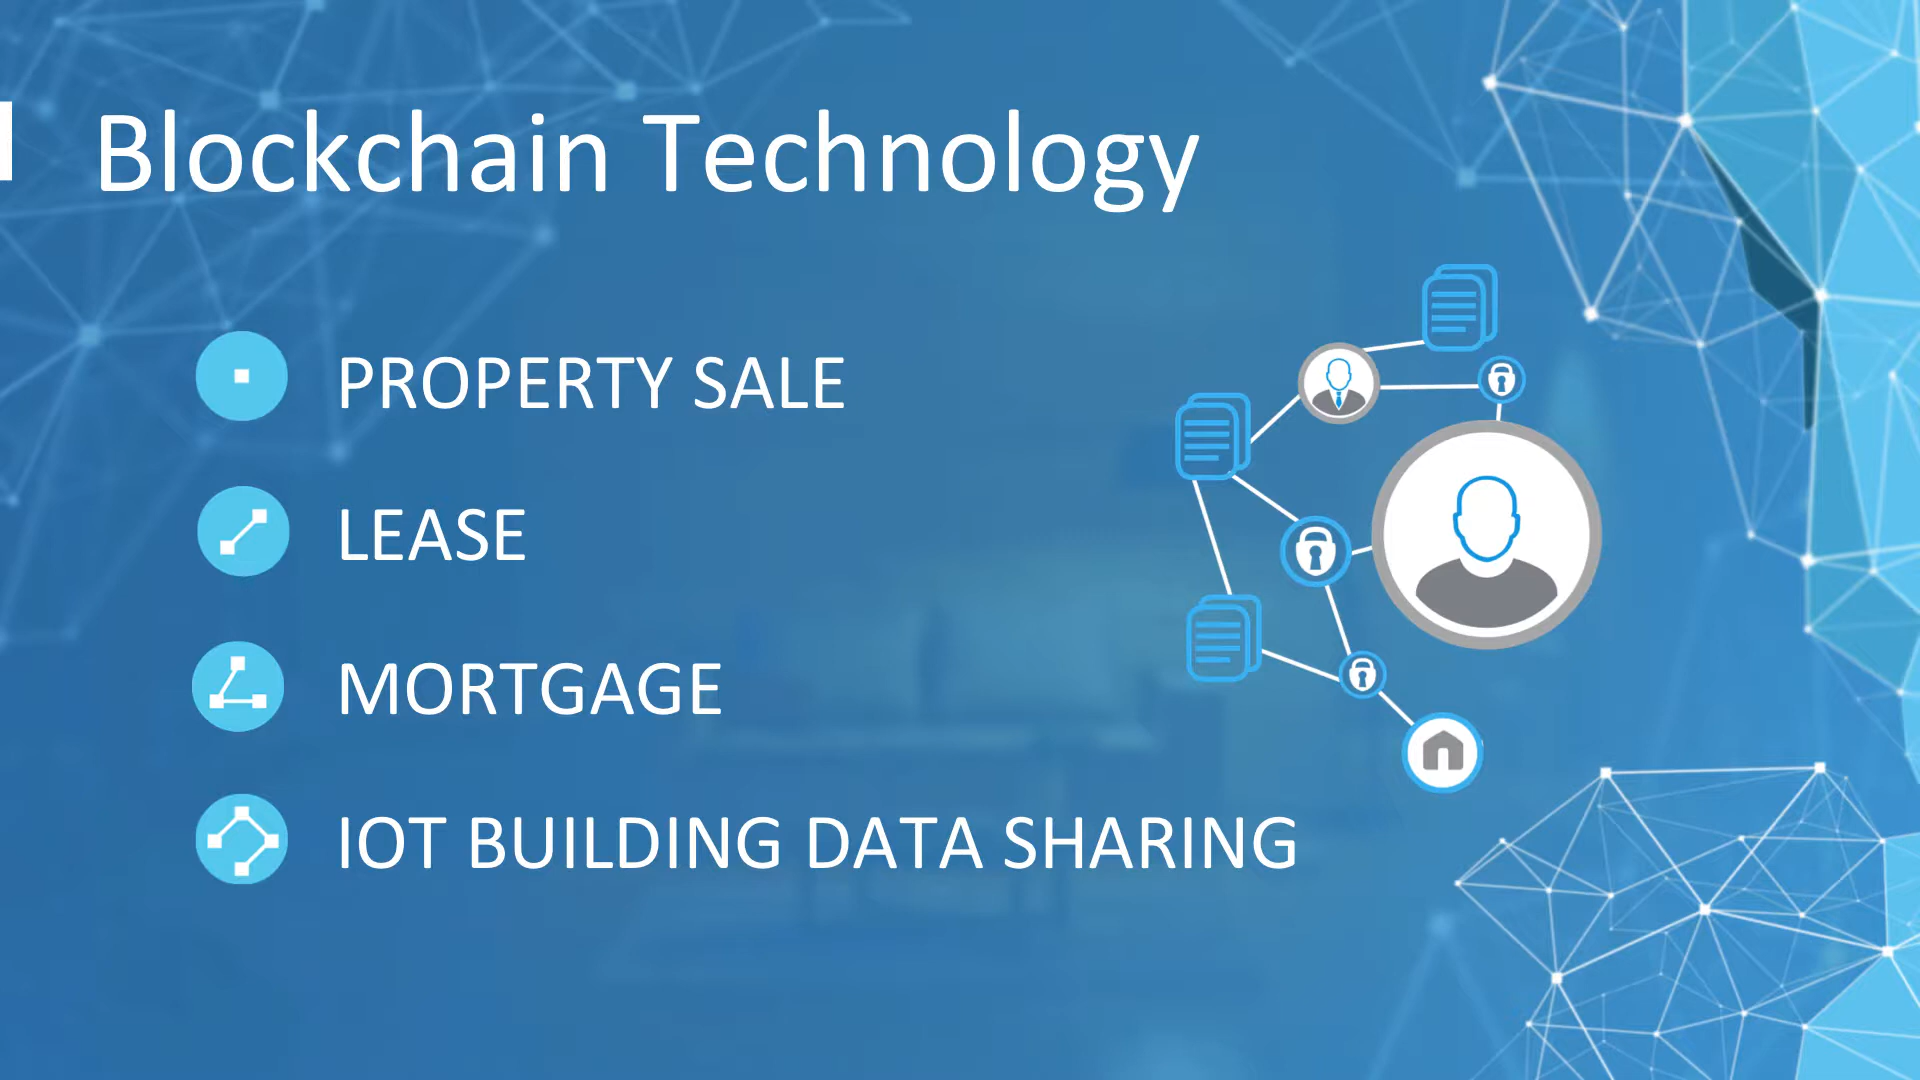 Blockchain Technology
PROPERTY SALE
LEASE
MORTGAGE
IOT BUILDING DATA SHARING